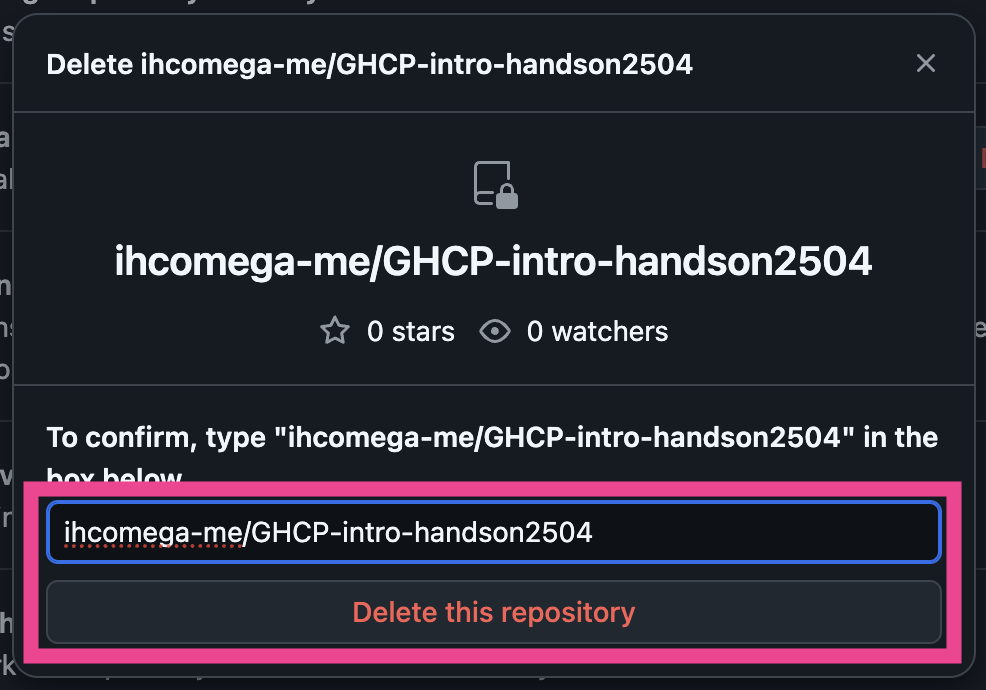 Delete ihcomega-me/GHCP-intro-handson2504
ihcomega-me/GHCP-intro-handson2504
0 stars 0 watchers
To confirm, type "ihcomega-me/GHCP-intro-handson2504" in the
box below
ihcomega-me/GHCP-intro-handson2504
Delete this repository